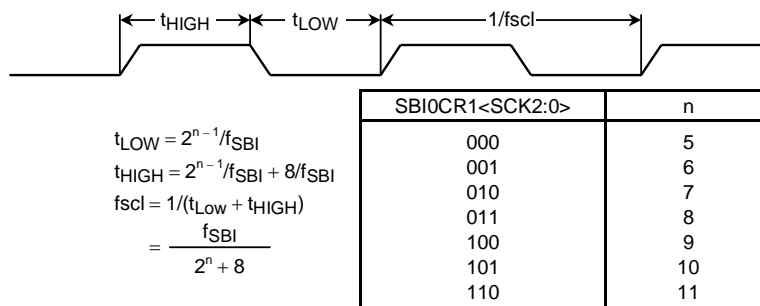 tHIGH tLOW 1/fscl
tLOW = 2ⁿ⁻¹/fSBI
tHIGH = 2ⁿ⁻¹/fSBI + 8/fSBI
fscl = 1/(tLow + tHIGH)
= fSBI
2ⁿ + 8
SBI0CR1<SCK2:0> n
000 5
001 6
010 7
011 8
100 9
101 10
110 11